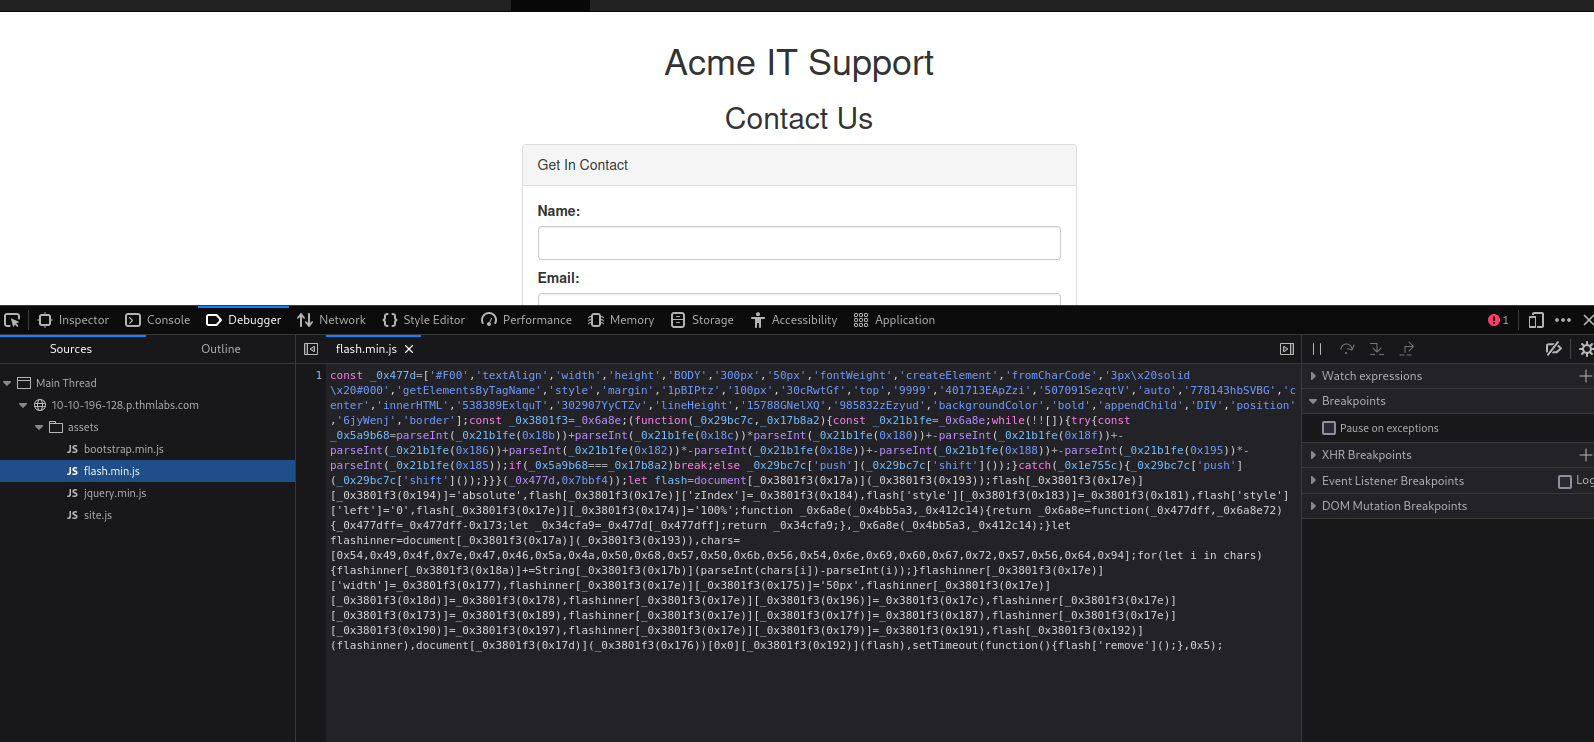 Acme IT Support
Contact Us
Get In Contact
Name:
Email:
Inspector Console Debugger Network Style Editor Performance Memory Storage Accessibility Application 1
Sources Outline flash.min.js
Main Thread
10-10-196-128.p.thmlabs.com
assets
bootstrap.min.js
flash.min.js
jquery.min.js
site.js
1 const _0x477d=['#F00','textAlign','width','height','BODY','300px','50px','fontWeight','createElement','fromCharCode','3px\x20solid
\x20#000','getElementsByTagName','style','margin','1pBIPtz','100px','30cRwtGf','top','9999','401713EApZzi','507091SezqtV','auto','778143hbSVBG','c
enter','innerHTML','538389ExlquT','302907YyCTZv','lineHeight','15788GNelXQ','985832zEzyud','backgroundColor','bold','appendChild','DIV','position'
,'6jyWenj','border'];const _0x3801f3=_0x6a8e;(function(_0x29bc7c,_0x17b8a2){const _0x21b1fe=_0x6a8e;while(!![]){try{const
_0x5a9b68=parseInt(_0x21b1fe(0x18b))+parseInt(_0x21b1fe(0x18c))*parseInt(_0x21b1fe(0x180))+-parseInt(_0x21b1fe(0x18f))+-
parseInt(_0x21b1fe(0x186))+parseInt(_0x21b1fe(0x182))*-parseInt(_0x21b1fe(0x18e))+-parseInt(_0x21b1fe(0x188))+-parseInt(_0x21b1fe(0x195))*-
parseInt(_0x21b1fe(0x185));if(_0x5a9b68===_0x17b8a2)break;else _0x29bc7c['push'](_0x29bc7c['shift']());}catch(_0x1e755c){_0x29bc7c['push']
(_0x29bc7c['shift']());}}}(_0x477d,0x7bbf4));let flash=document[_0x3801f3(0x17a)](_0x3801f3(0x193));flash[_0x3801f3(0x17e)]
[_0x3801f3(0x194)]='absolute',flash[_0x3801f3(0x17e)]['zIndex']=_0x3801f3(0x184),flash['style'][_0x3801f3(0x183)]=_0x3801f3(0x181),flash['style']
['left']='0',flash[_0x3801f3(0x17e)][_0x3801f3(0x174)]='100%';function _0x6a8e(_0x4bb5a3,_0x412c14){return _0x6a8e=function(_0x477dff,_0x6a8e72)
{_0x477dff=_0x477dff-0x173;let _0x34cfa9=_0x477d[_0x477dff];return _0x34cfa9;},_0x6a8e(_0x4bb5a3,_0x412c14);}let
flashinner=document[_0x3801f3(0x17a)](_0x3801f3(0x193)),chars=
[0x54,0x49,0x4f,0x7e,0x47,0x46,0x5a,0x4a,0x50,0x68,0x57,0x50,0x6b,0x56,0x54,0x6e,0x69,0x60,0x67,0x72,0x57,0x56,0x64,0x94];for(let i in chars)
{flashinner[_0x3801f3(0x18a)]+=String[_0x3801f3(0x17b)](parseInt(chars[i])-parseInt(i));}flashinner[_0x3801f3(0x17e)]
['width']=_0x3801f3(0x177),flashinner[_0x3801f3(0x17e)][_0x3801f3(0x175)]='50px',flashinner[_0x3801f3(0x17e)]
[_0x3801f3(0x18d)]=_0x3801f3(0x178),flashinner[_0x3801f3(0x17e)][_0x3801f3(0x196)]=_0x3801f3(0x17c),flashinner[_0x3801f3(0x17e)]
[_0x3801f3(0x173)]=_0x3801f3(0x189),flashinner[_0x3801f3(0x17e)][_0x3801f3(0x17f)]=_0x3801f3(0x187),flashinner[_0x3801f3(0x17e)]
[_0x3801f3(0x190)]=_0x3801f3(0x197),flashinner[_0x3801f3(0x17e)][_0x3801f3(0x179)]=_0x3801f3(0x191),flash[_0x3801f3(0x192)]
(flashinner),document[_0x3801f3(0x17d)](_0x3801f3(0x176))[0x0][_0x3801f3(0x192)](flash),setTimeout(function(){flash['remove']();},0x5);
Watch expressions
Breakpoints
Pause on exceptions
XHR Breakpoints
Event Listener Breakpoints Log
DOM Mutation Breakpoints